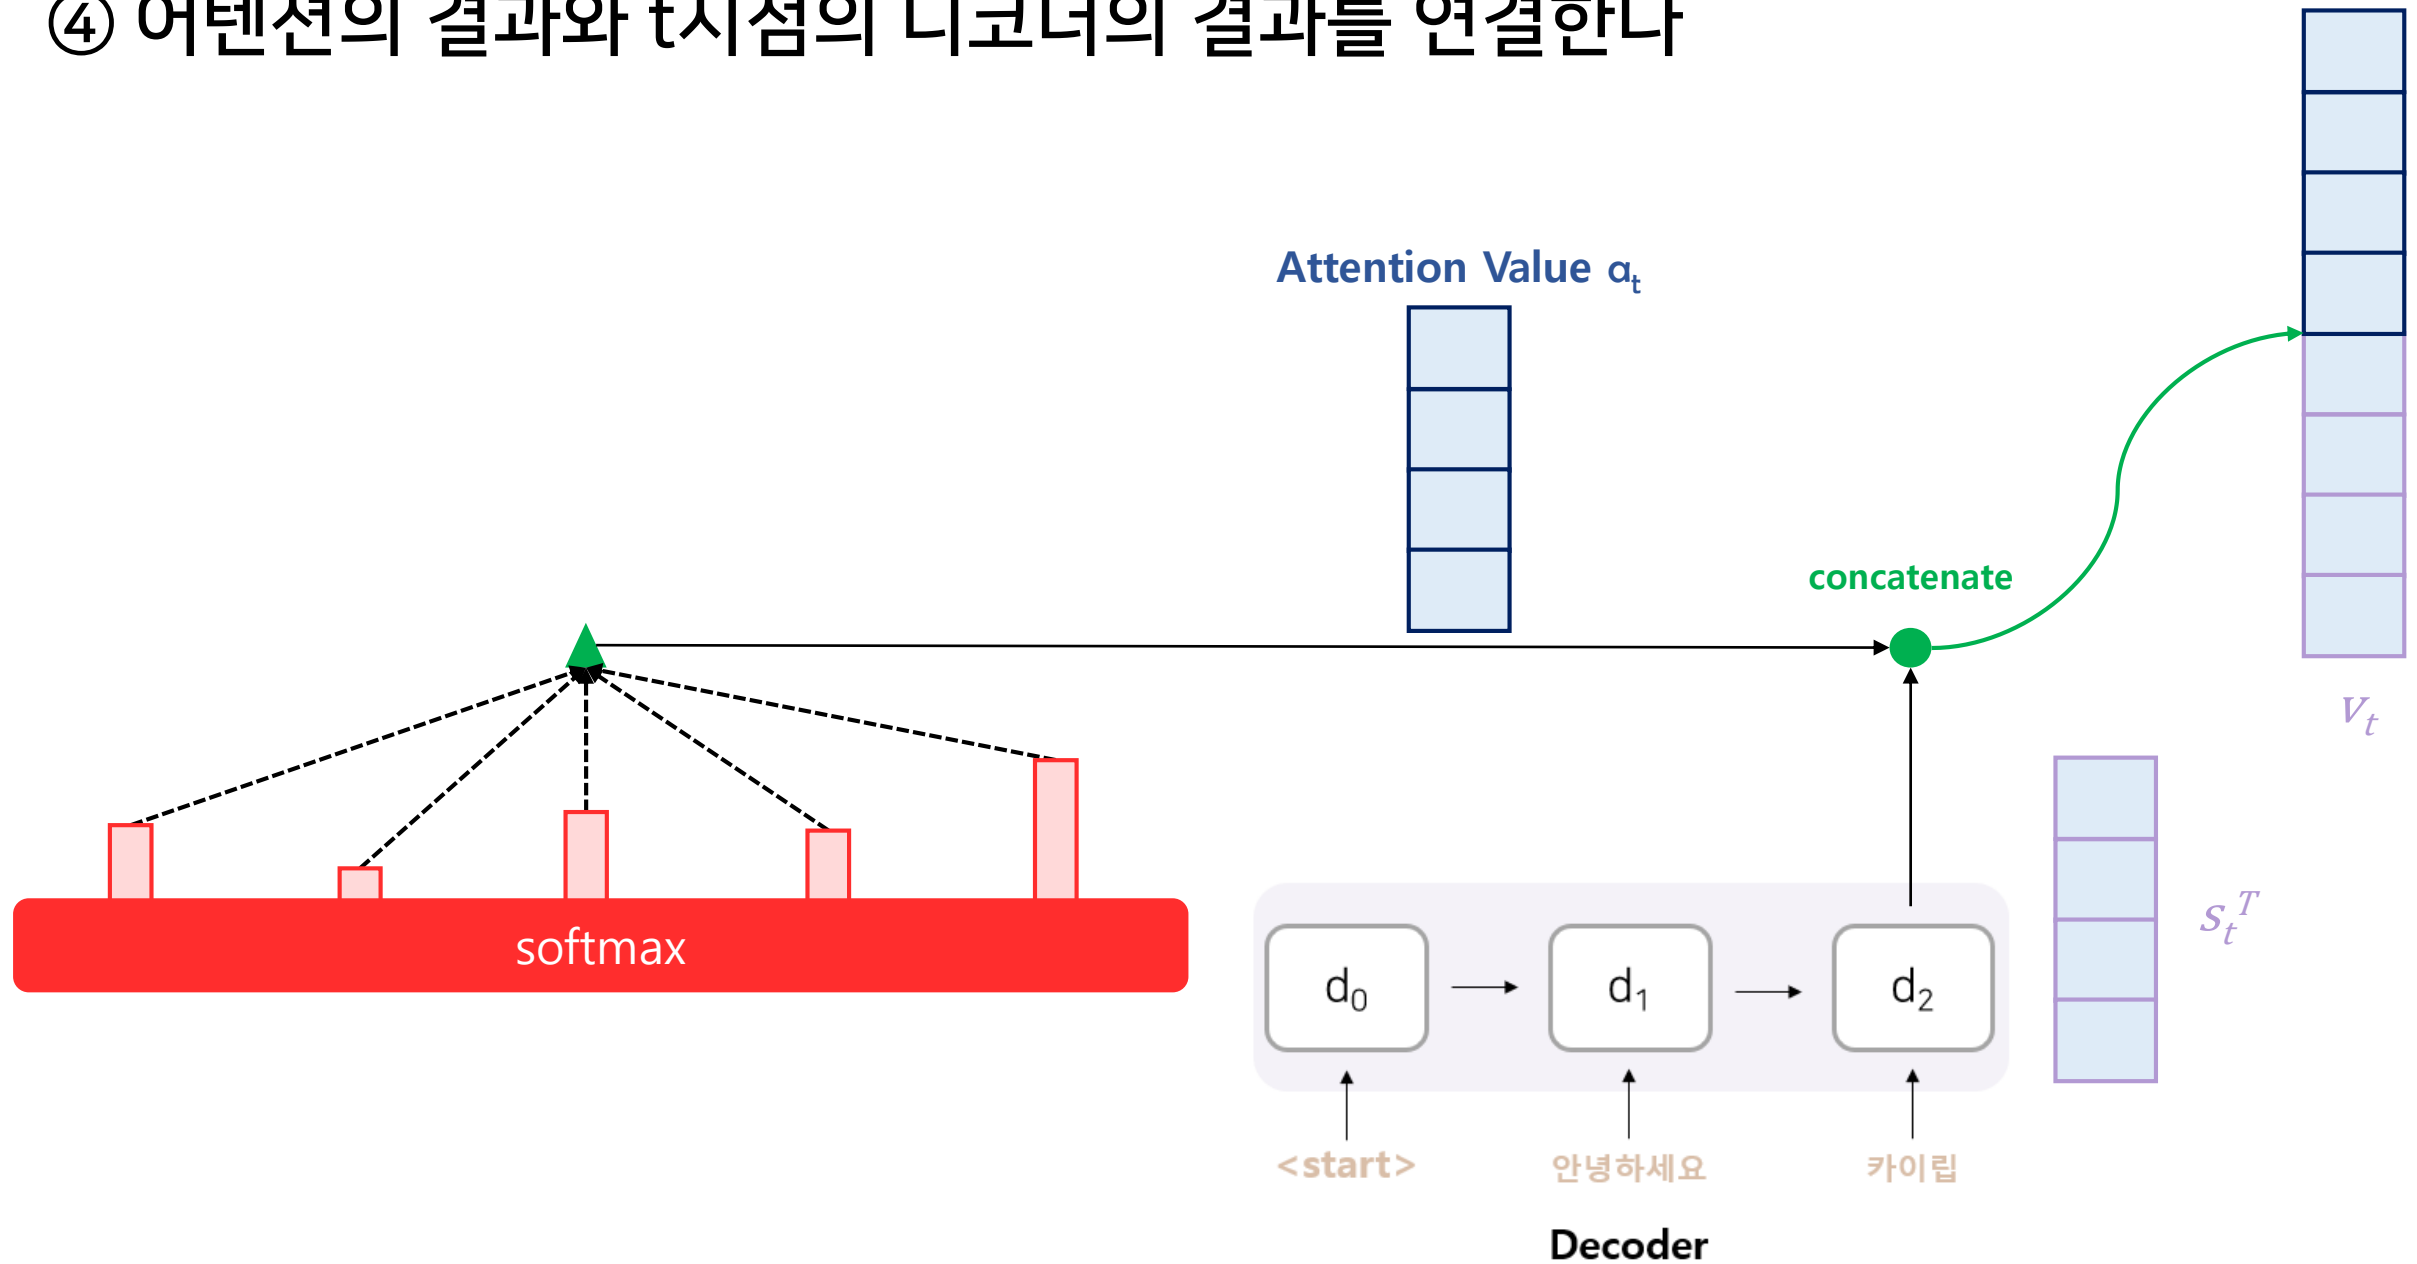 ④ 어텐션의 결과와 t시점의 디코더의 결과를 연결한다
Attention Value αt
concatenate
vt
softmax
stT
d0
d1
d2
<start>
안녕하세요
카이립
Decoder